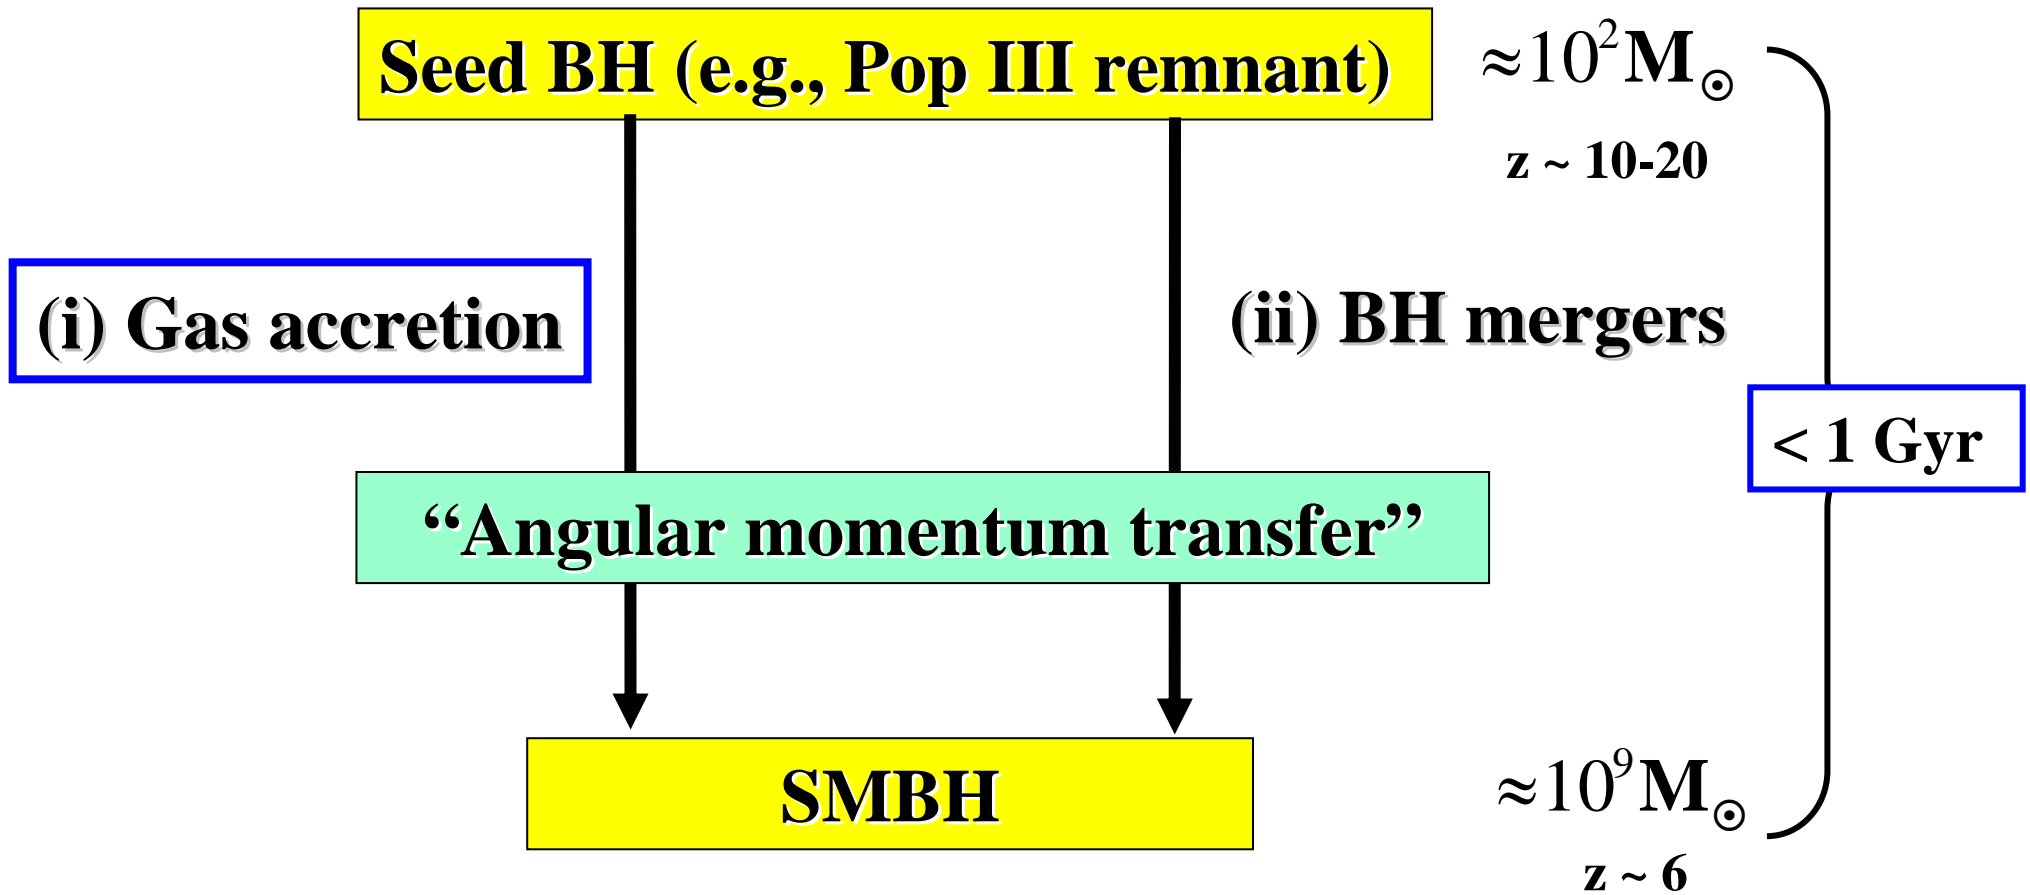 Seed BH (e.g., Pop III remnant)
≈10²M☉
z ~ 10-20
(i) Gas accretion
(ii) BH mergers
< 1 Gyr
“Angular momentum transfer”
SMBH
≈10⁹M☉
z ~ 6